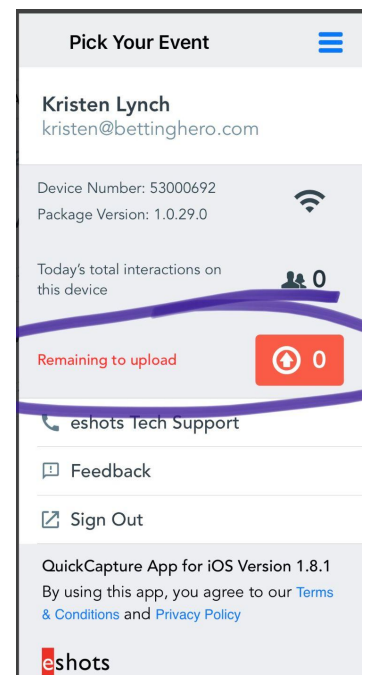 Pick Your Event
Kristen Lynch
kristen@bettinghero.com
Device Number: 53000692
Package Version: 1.0.29.0
Today's total interactions on
this device
0
Remaining to upload
0
eshots Tech Support
Feedback
Sign Out
QuickCapture App for iOS Version 1.8.1
By using this app, you agree to our Terms
& Conditions and Privacy Policy
eshots